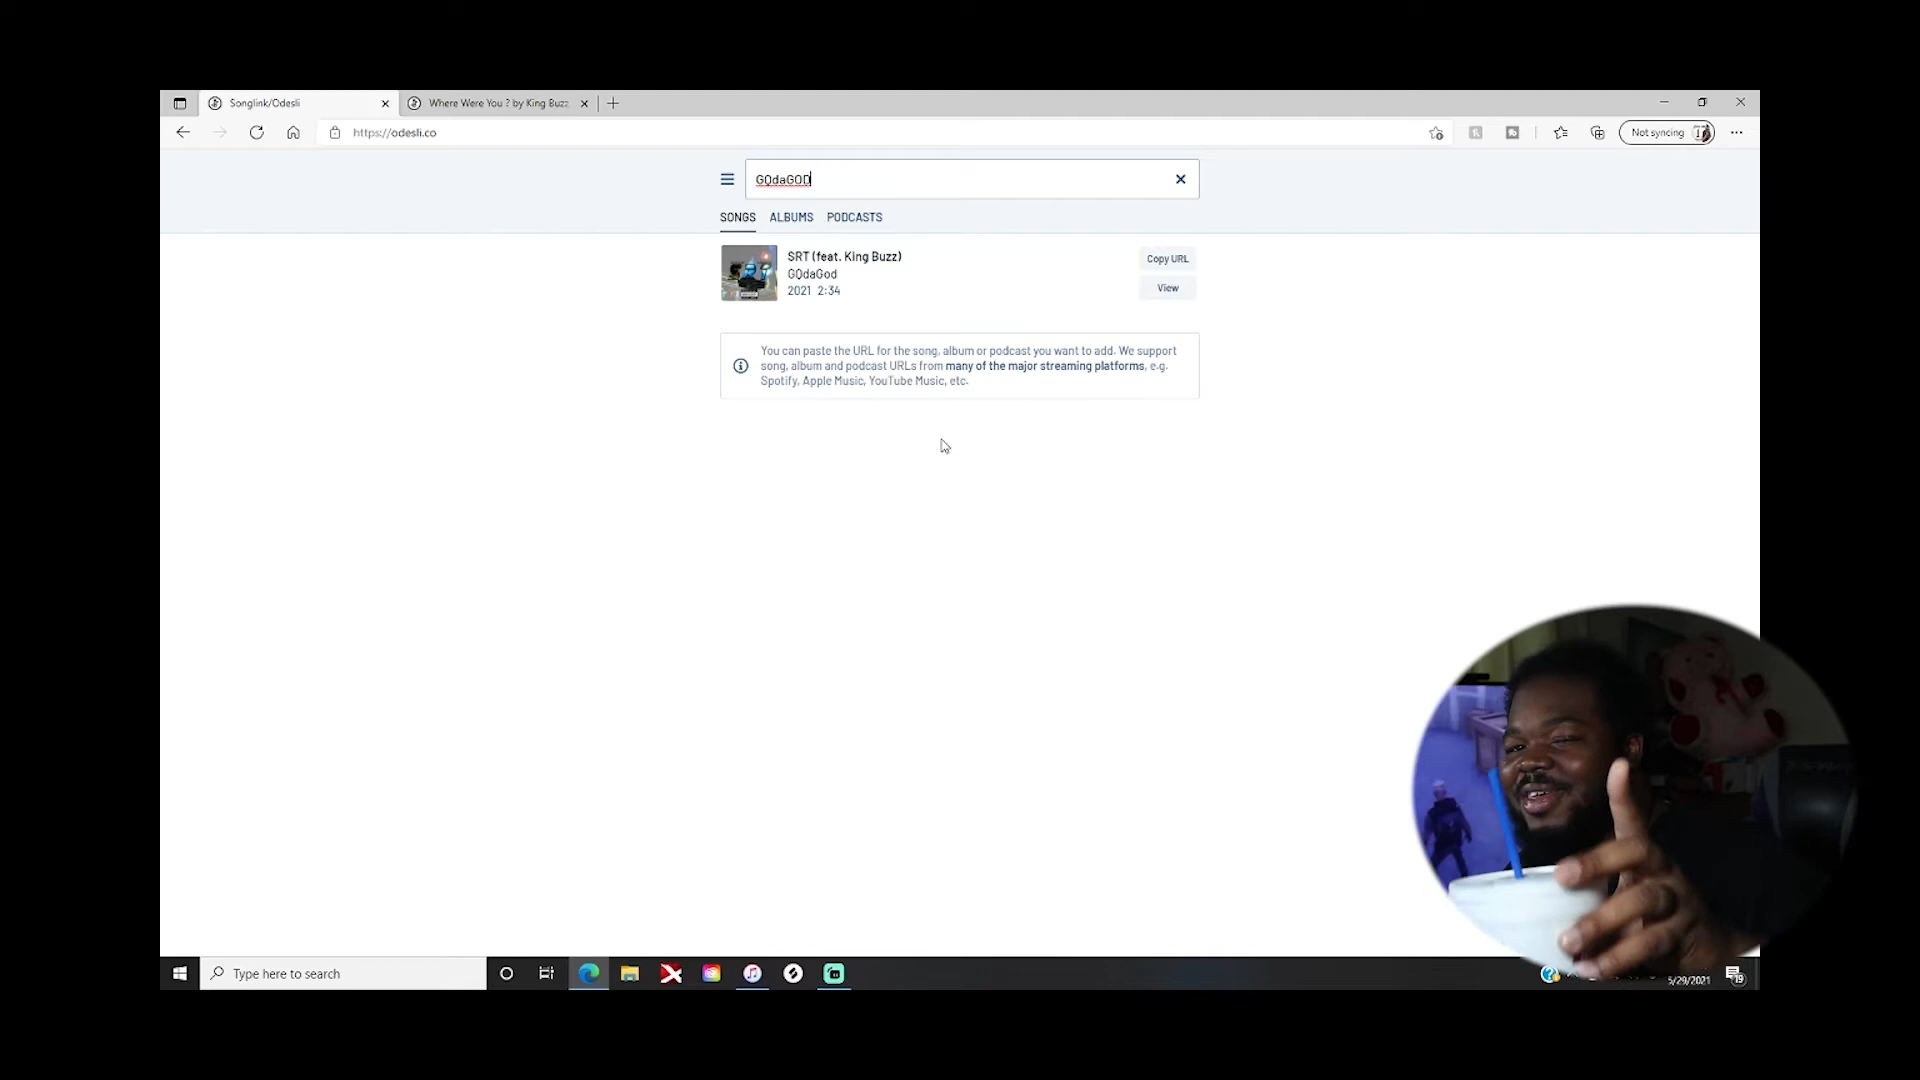 Songlink/Odesli
Where Were You ? by King Buzz
https://odesli.co
Not syncing
GQdaGOD
SONGS ALBUMS PODCASTS
SRT (feat. King Buzz)
GQdaGod
2021 2:34
Copy URL
View
You can paste the URL for the song, album or podcast you want to add. We support
song, album and podcast URLs from many of the major streaming platforms, e.g.
Spotify, Apple Music, YouTube Music, etc.
Type here to search
5/29/2021
19